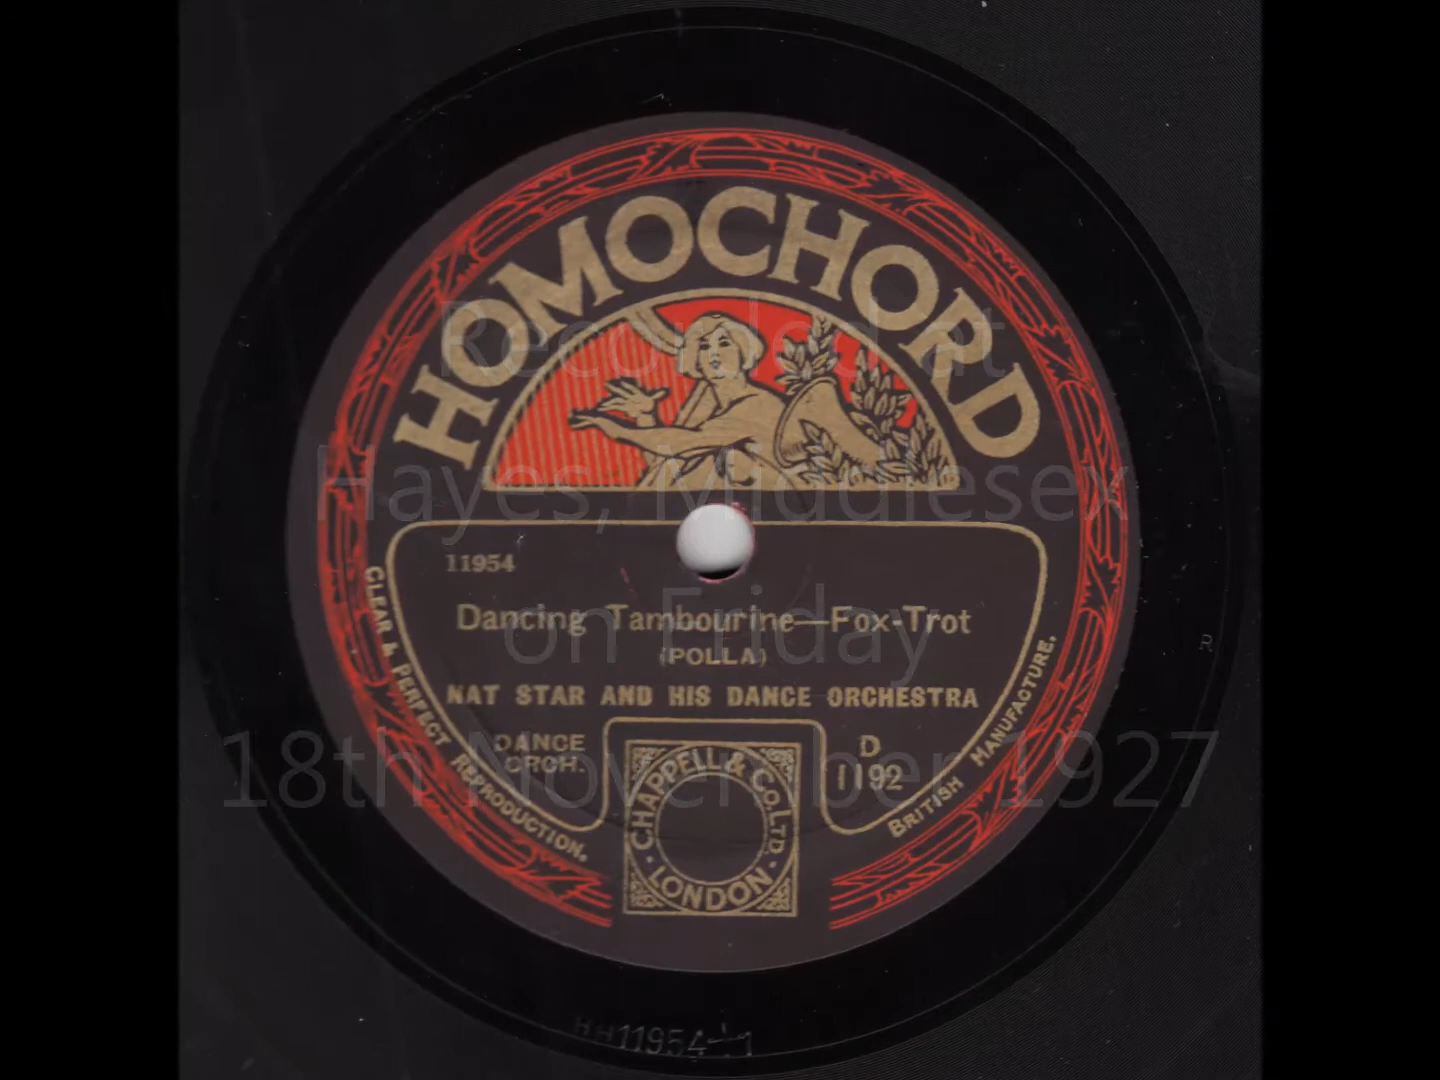 HOMOCHORD
Recorded at
Hayes, Middlesex
on Friday
18th November 1927
11954
Dancing Tambourine—Fox-Trot
(POLLA)
NAT STAR AND HIS DANCE ORCHESTRA
DANCE
ORCH.
D
1192
CLEAR & PERFECT REPRODUCTION.
BRITISH MANUFACTURE.
CHAPPELL & CO. LTD.
LONDON
R
HH11954-1